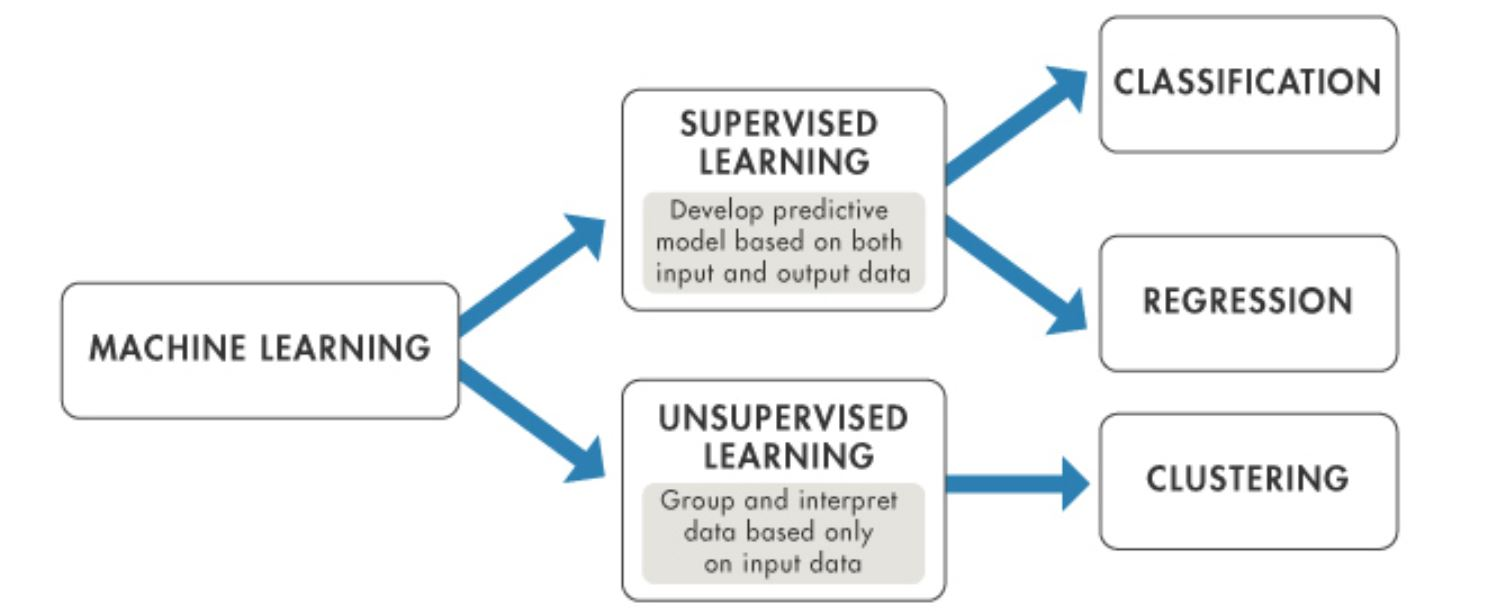 MACHINE LEARNING
SUPERVISED
LEARNING
Develop predictive
model based on both
input and output data
CLASSIFICATION
REGRESSION
UNSUPERVISED
LEARNING
Group and interpret
data based only
on input data
CLUSTERING